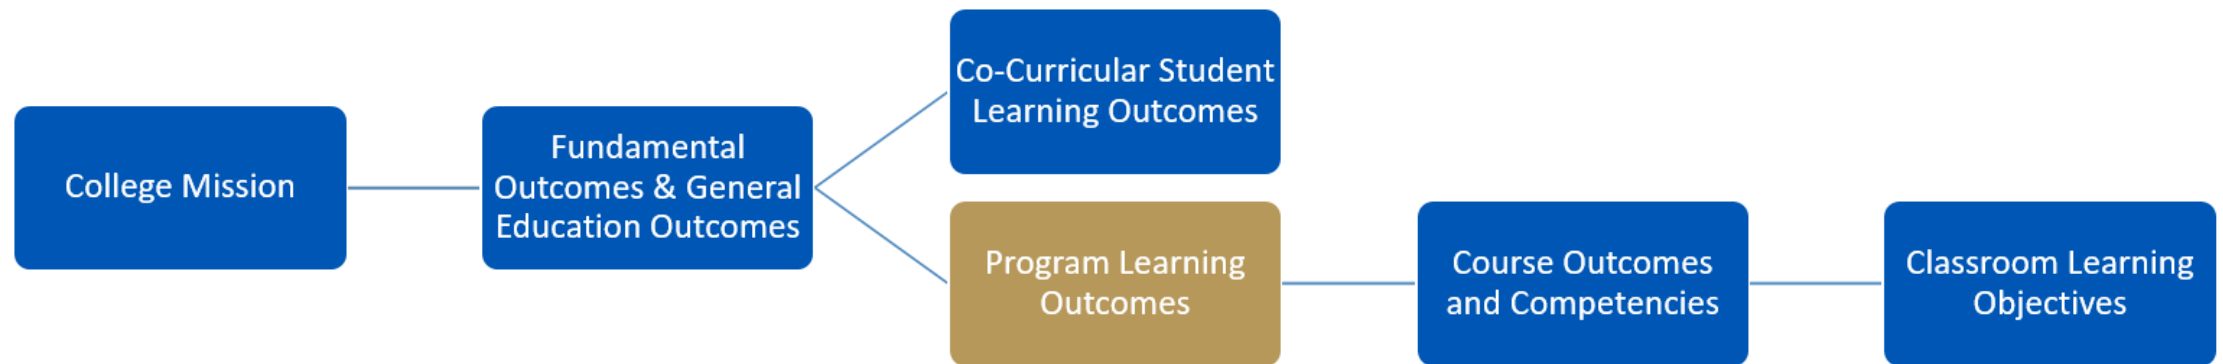 College Mission
Fundamental
Outcomes & General
Education Outcomes
Co-Curricular Student
Learning Outcomes
Program Learning
Outcomes
Course Outcomes
and Competencies
Classroom Learning
Objectives